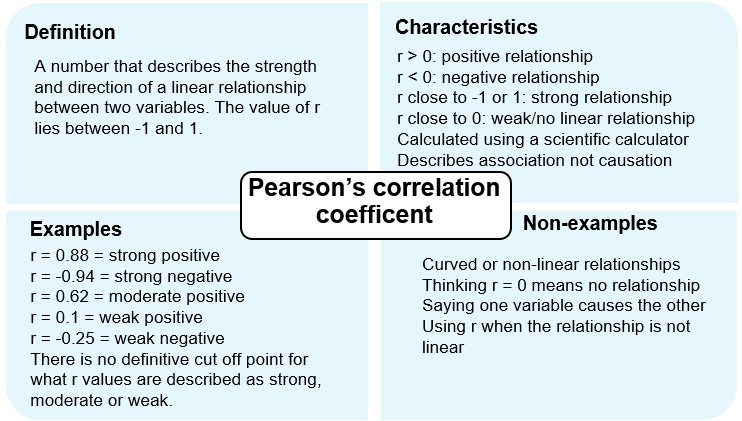 Definition
A number that describes the strength
and direction of a linear relationship
between two variables. The value of r
lies between -1 and 1.
Characteristics
r > 0: positive relationship
r < 0: negative relationship
r close to -1 or 1: strong relationship
r close to 0: weak/no linear relationship
Calculated using a scientific calculator
Describes association not causation
Pearson's correlation
coefficent
Examples
r = 0.88 = strong positive
r = -0.94 = strong negative
r = 0.62 = moderate positive
r = 0.1 = weak positive
r = -0.25 = weak negative
There is no definitive cut off point for
what r values are described as strong,
moderate or weak.
Non-examples
Curved or non-linear relationships
Thinking r = 0 means no relationship
Saying one variable causes the other
Using r when the relationship is not
linear